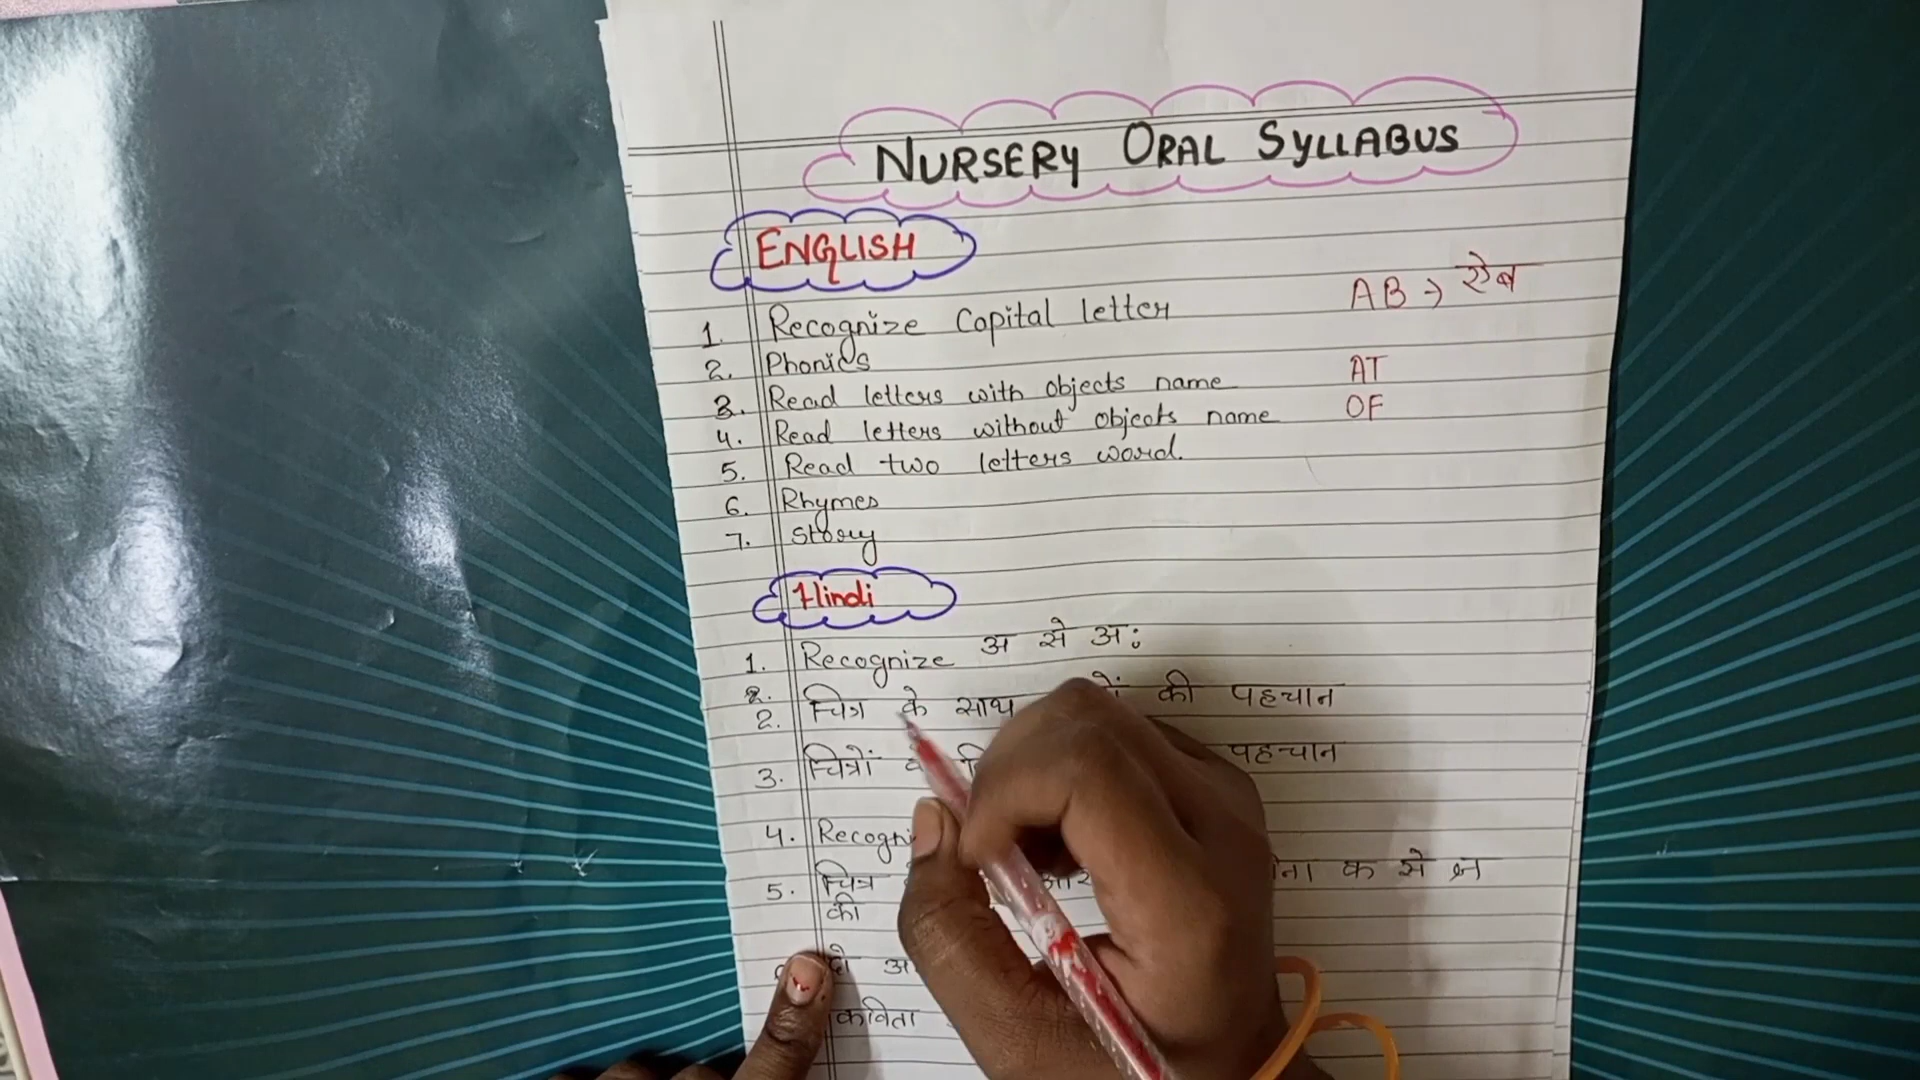 NURSERY ORAL SYLLABUS
ENGLISH
AB → ऐब
1. Recognize Capital letter
2. Phonics
AT
3. Read letters with objects name
OF
4. Read letters without objects name
5. Read two letters word.
6. Rhymes
7. Story
Hindi
1. Recognize अ से अः
2. चित्र के साथ की पहचान
3. चित्रों पहचान
4.
5. चित्र क से ज्ञ
की
दो
कविता